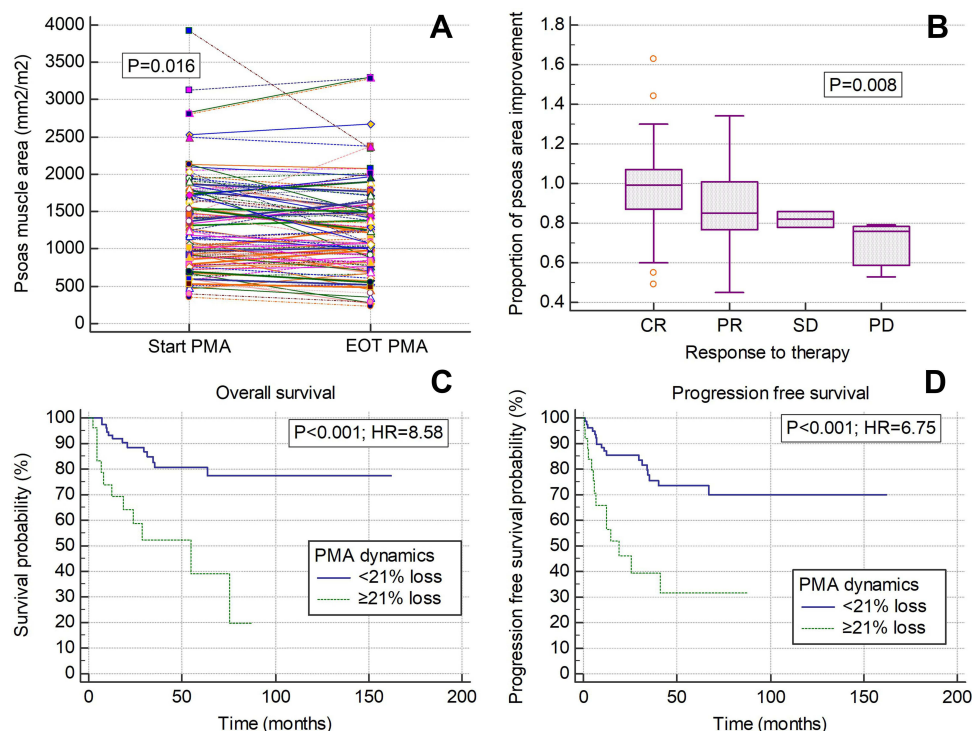 A
Psoas muscle area (mm2/m2)
4000
3500
3000
2500
2000
1500
1000
500
0
P=0.016
Start PMA
EOT PMA
B
Proportion of psoas area improvement
1.8
1.6
1.4
1.2
1.0
0.8
0.6
0.4
P=0.008
CR
PR
SD
PD
Response to therapy
C
Overall survival
Survival probability (%)
100
90
80
70
60
50
40
30
20
10
0
P<0.001; HR=8.58
PMA dynamics
<21% loss
≥21% loss
0
50
100
150
200
Time (months)
D
Progression free survival
Progression free survival probability (%)
100
90
80
70
60
50
40
30
20
10
0
P<0.001; HR=6.75
PMA dynamics
<21% loss
≥21% loss
0
50
100
150
200
Time (months)